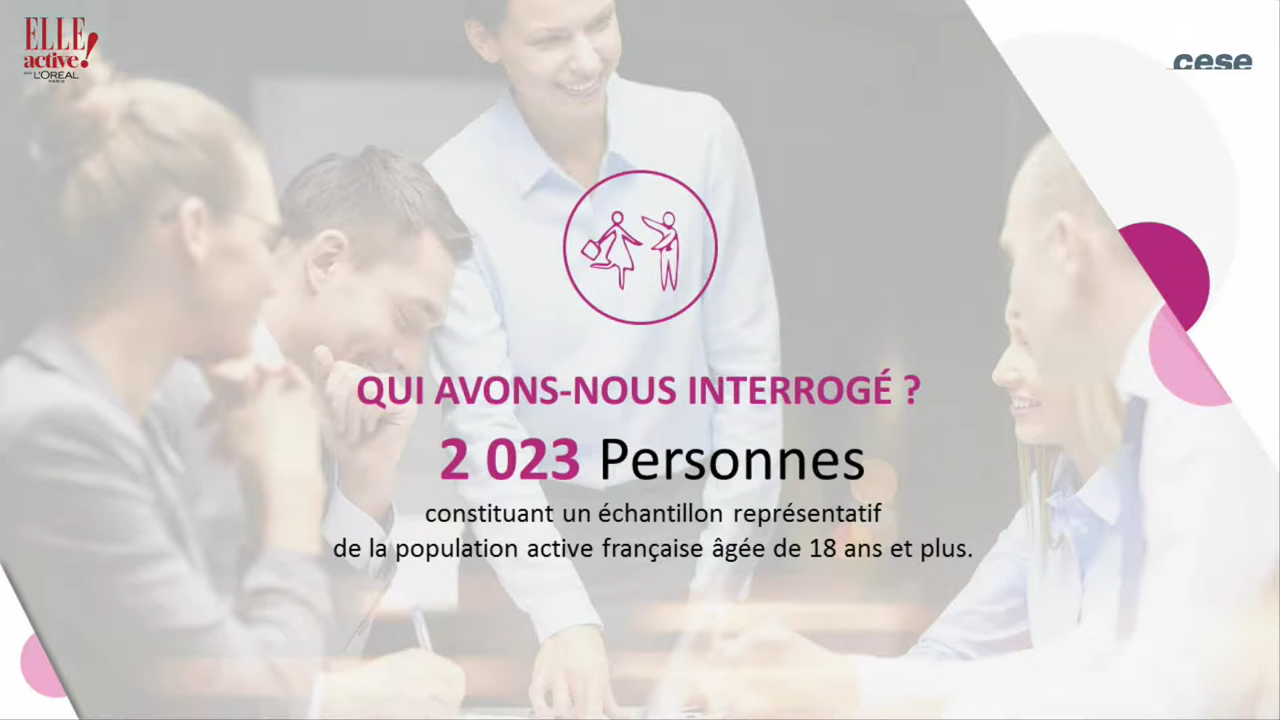 ELLE
active!
L'ORÉAL
PARIS
cese
QUI AVONS-NOUS INTERROGÉ ?
2 023 Personnes
constituant un échantillon représentatif
de la population active française âgée de 18 ans et plus.